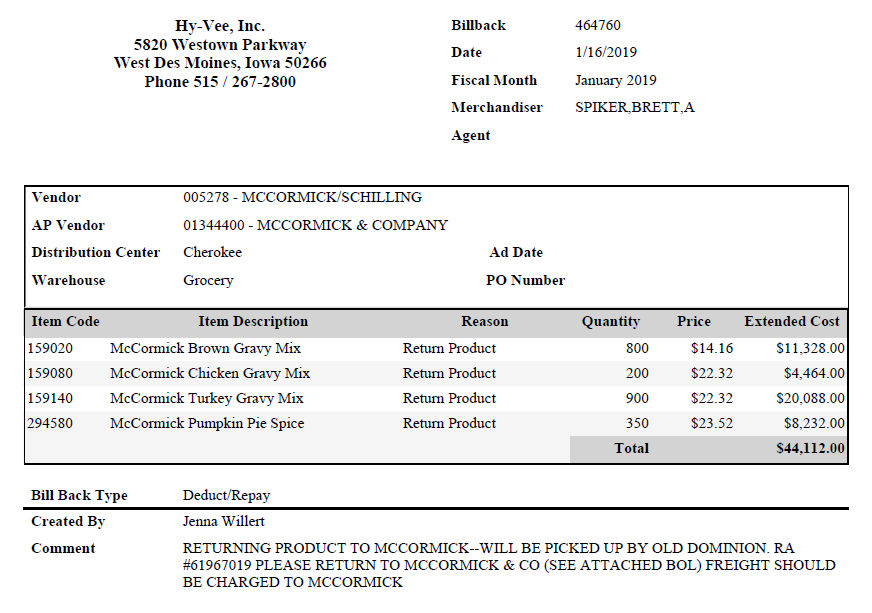 Hy-Vee, Inc.
5820 Westown Parkway
West Des Moines, Iowa 50266
Phone 515 / 267-2800
Billback 464760
Date 1/16/2019
Fiscal Month January 2019
Merchandiser SPIKER,BRETT,A
Agent
Vendor 005278 - MCCORMICK/SCHILLING
AP Vendor 01344400 - MCCORMICK & COMPANY
Distribution Center Cherokee Ad Date
Warehouse Grocery PO Number
Item Code Item Description Reason Quantity Price Extended Cost
159020 McCormick Brown Gravy Mix Return Product 800 $14.16 $11,328.00
159080 McCormick Chicken Gravy Mix Return Product 200 $22.32 $4,464.00
159140 McCormick Turkey Gravy Mix Return Product 900 $22.32 $20,088.00
294580 McCormick Pumpkin Pie Spice Return Product 350 $23.52 $8,232.00
Total $44,112.00
Bill Back Type Deduct/Repay
Created By Jenna Willert
Comment RETURNING PRODUCT TO MCCORMICK--WILL BE PICKED UP BY OLD DOMINION. RA
#61967019 PLEASE RETURN TO MCCORMICK & CO (SEE ATTACHED BOL) FREIGHT SHOULD
BE CHARGED TO MCCORMICK